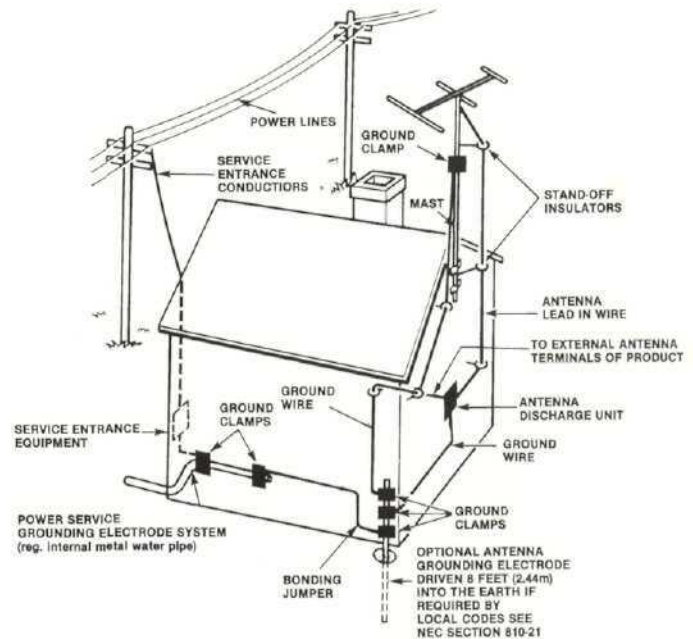 POWER LINES
GROUND
CLAMP
SERVICE
ENTRANCE
CONDUCTIORS
MAST
STAND-OFF
INSULATORS
ANTENNA
LEAD IN WIRE
TO EXTERNAL ANTENNA
TERMINALS OF PRODUCT
GROUND
WIRE
ANTENNA
DISCHARGE UNIT
GROUND
CLAMPS
SERVICE ENTRANCE
EQUIPMENT
GROUND
WIRE
POWER SERVICE
GROUNDING ELECTRODE SYSTEM
(reg. internal metal water pipe)
GROUND
CLAMPS
BONDING
JUMPER
OPTIONAL ANTENNA
GROUNDING ELECTRODE
DRIVEN 8 FEET (2.44m)
INTO THE EARTH IF
REQUIRED BY
LOCAL CODES SEE
NEC SECTION 810-21